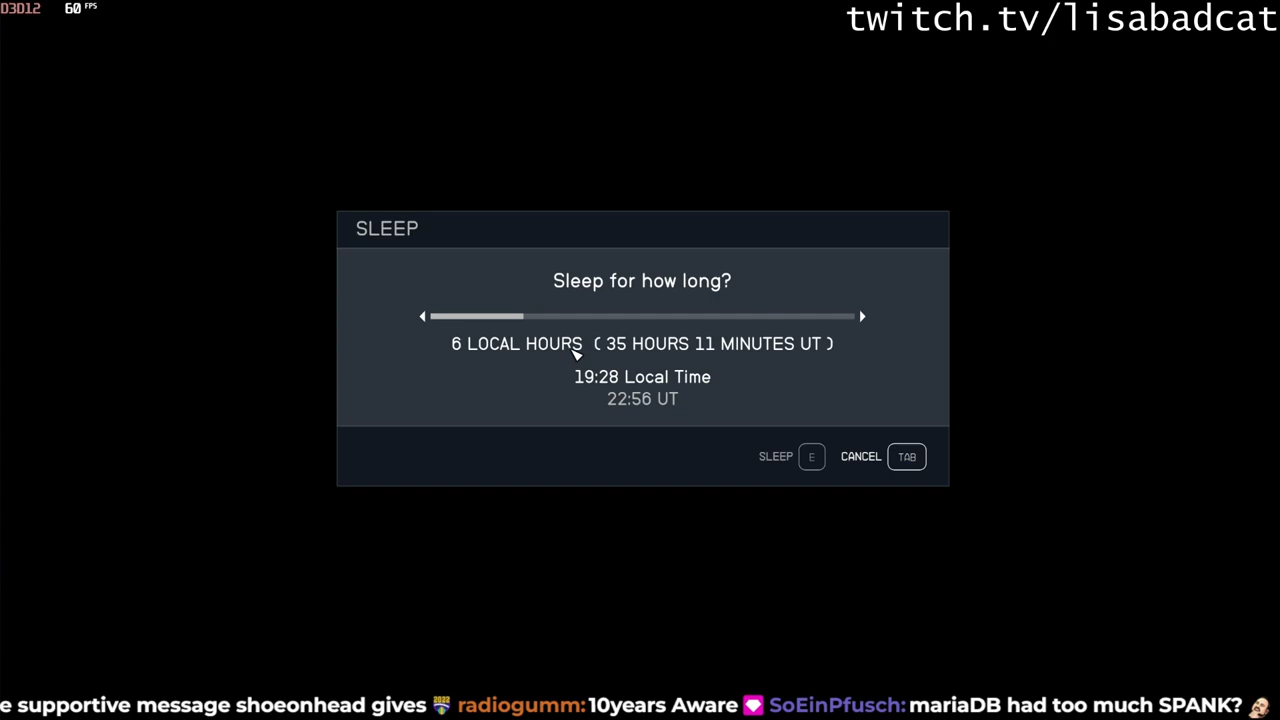 D3D12 60 FPS
twitch.tv/lisabadcat
SLEEP
Sleep for how long?
6 LOCAL HOURS ( 35 HOURS 11 MINUTES UT )
19:28 Local Time
22:56 UT
SLEEP E CANCEL TAB
e supportive message shoeonhead gives 2022 radiogumm: 10years Aware SoEinPfusch: mariaDB had too much SPANK?